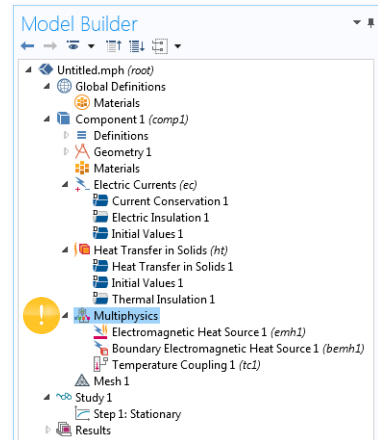 Model Builder
Untitled.mph (root)
Global Definitions
Materials
Component 1 (comp1)
Definitions
Geometry 1
Materials
Electric Currents (ec)
Current Conservation 1
Electric Insulation 1
Initial Values 1
Heat Transfer in Solids (ht)
Heat Transfer in Solids 1
Initial Values 1
Thermal Insulation 1
Multiphysics
Electromagnetic Heat Source 1 (emh1)
Boundary Electromagnetic Heat Source 1 (bemh1)
Temperature Coupling 1 (tc1)
Mesh 1
Study 1
Step 1: Stationary
Results